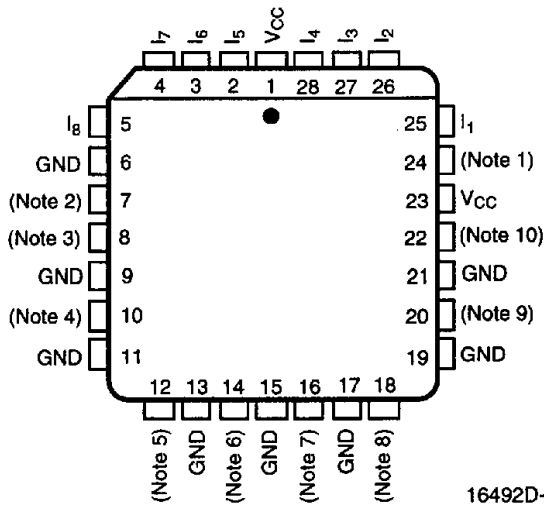 I7 I6 I5 VCC I4 I3 I2
4 3 2 1 28 27 26
I8 5 25 I1
GND 6 24 (Note 1)
(Note 2) 7 23 VCC
(Note 3) 8 22 (Note 10)
GND 9 21 GND
(Note 4) 10 20 (Note 9)
GND 11 19 GND
12 13 14 15 16 17 18
(Note 5) GND (Note 6) GND (Note 7) GND (Note 8)
16492D-